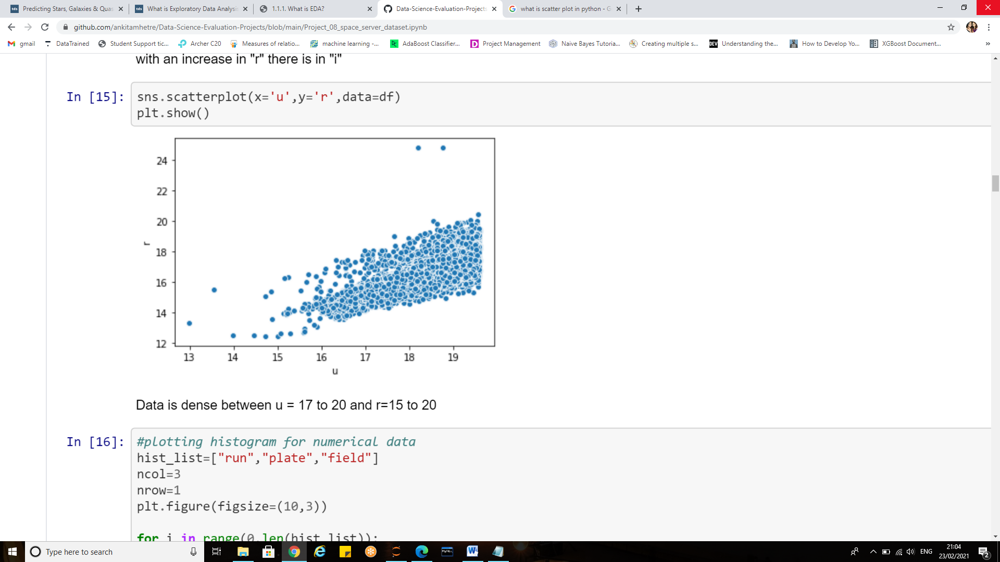 Predicting Stars, Galaxies & Quas
What is Exploratory Data Analysis
1.1.1. What is EDA?
Data-Science-Evaluation-Projects
what is scatter plot in python - G
github.com/ankitamhetre/Data-Science-Evaluation-Projects/blob/main/Project_08_space_server_dataset.ipynb
gmail
DataTrained
Student Support tic...
Archer C20
Measures of relatio...
machine learning -...
AdaBoost Classifier...
Project Management
Naive Bayes Tutoria...
Creating multiple s...
Understanding the...
How to Develop Yo...
XGBoost Document...
with an increase in "r" there is in "i"
In [15]: sns.scatterplot(x='u',y='r',data=df)
plt.show()
24
22
20
r
18
16
14
12
13 14 15 16 17 18 19
u
Data is dense between u = 17 to 20 and r=15 to 20
In [16]: #plotting histogram for numerical data
hist_list=["run","plate","field"]
ncol=3
nrow=1
plt.figure(figsize=(10,3))
for i in range(0,len(hist_list)):
Type here to search
ENG
21:04
23/02/2021
2